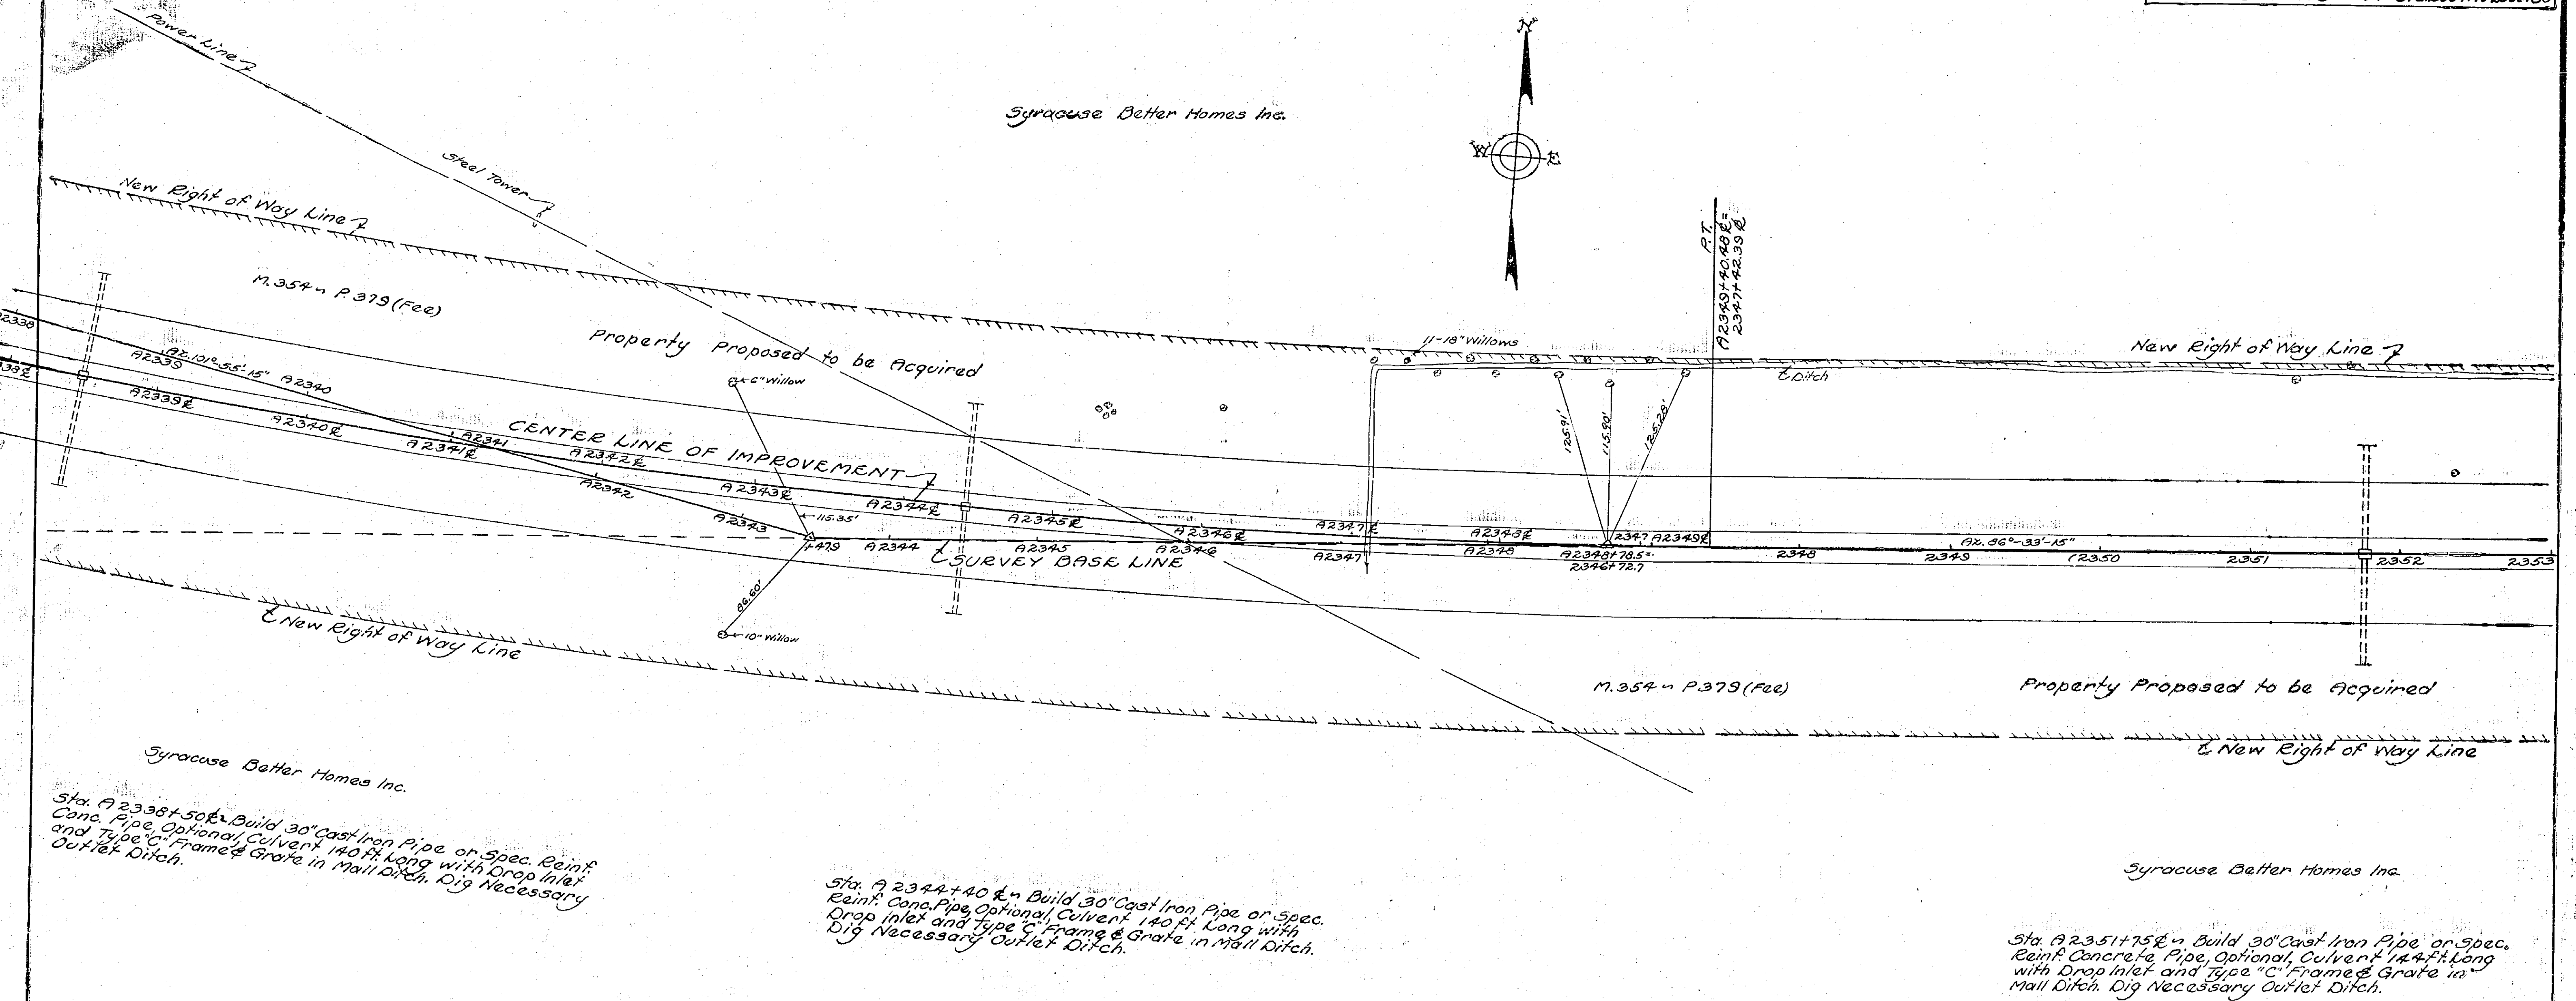 Power Line
N
Syracuse Better Homes Inc.
W E
Steel Tower
New Right of Way Line
P.T.
A2349+40.48 ℄ =
2347+42.39 ℄
M.354 ~ P.379 (Fee)
Property Proposed to be Acquired
11-18" Willows
New Right of Way Line
℄ Ditch
A2338
Az. 101°-55'-15"
A2339
A2340
6" Willow
A2339 ℄
A2340 ℄
A2341
A2341 ℄
CENTER LINE OF IMPROVEMENT
A2342 ℄
A2342
A2343 ℄
A2343
A2344 ℄
115.35'
+479
A2344
A2345 ℄
A2345
A2346 ℄
A2346
A2347 ℄
A2347
A2348 ℄
A2348
125.91'
115.90'
125.28'
2347
A2349 ℄
A2348+78.5=
2346+72.7
2348
Az. 86°-33'-15"
2349
2350
2351
2352
2353
℄ SURVEY BASE LINE
86.60'
10" Willow
℄ New Right of Way Line
M.354 ~ P.379 (Fee)
Property Proposed to be Acquired
℄ New Right of Way Line
Syracuse Better Homes Inc.
Sta. A2338+50 ℄ ~ Build 30" Cast Iron Pipe or Spec. Reinf.
Conc. Pipe, Optional, Culvert 140 ft. Long with Drop Inlet
and Type "C" Frame & Grate in Mall Ditch. Dig Necessary
Outlet Ditch.
Sta. A2344+40 ℄ ~ Build 30" Cast Iron Pipe or Spec.
Reinf. Conc. Pipe, Optional, Culvert 140 ft Long with
Drop inlet and Type "C" Frame & Grate in Mall Ditch.
Dig Necessary Outlet Ditch.
Syracuse Better Homes Inc.
Sta. A2351+75 ℄ ~ Build 30" Cast Iron Pipe or Spec.
Reinf. Concrete Pipe, Optional, Culvert 144 ft. Long
with Drop Inlet and Type "C" Frame & Grate in
Mall Ditch. Dig Necessary Outlet Ditch.